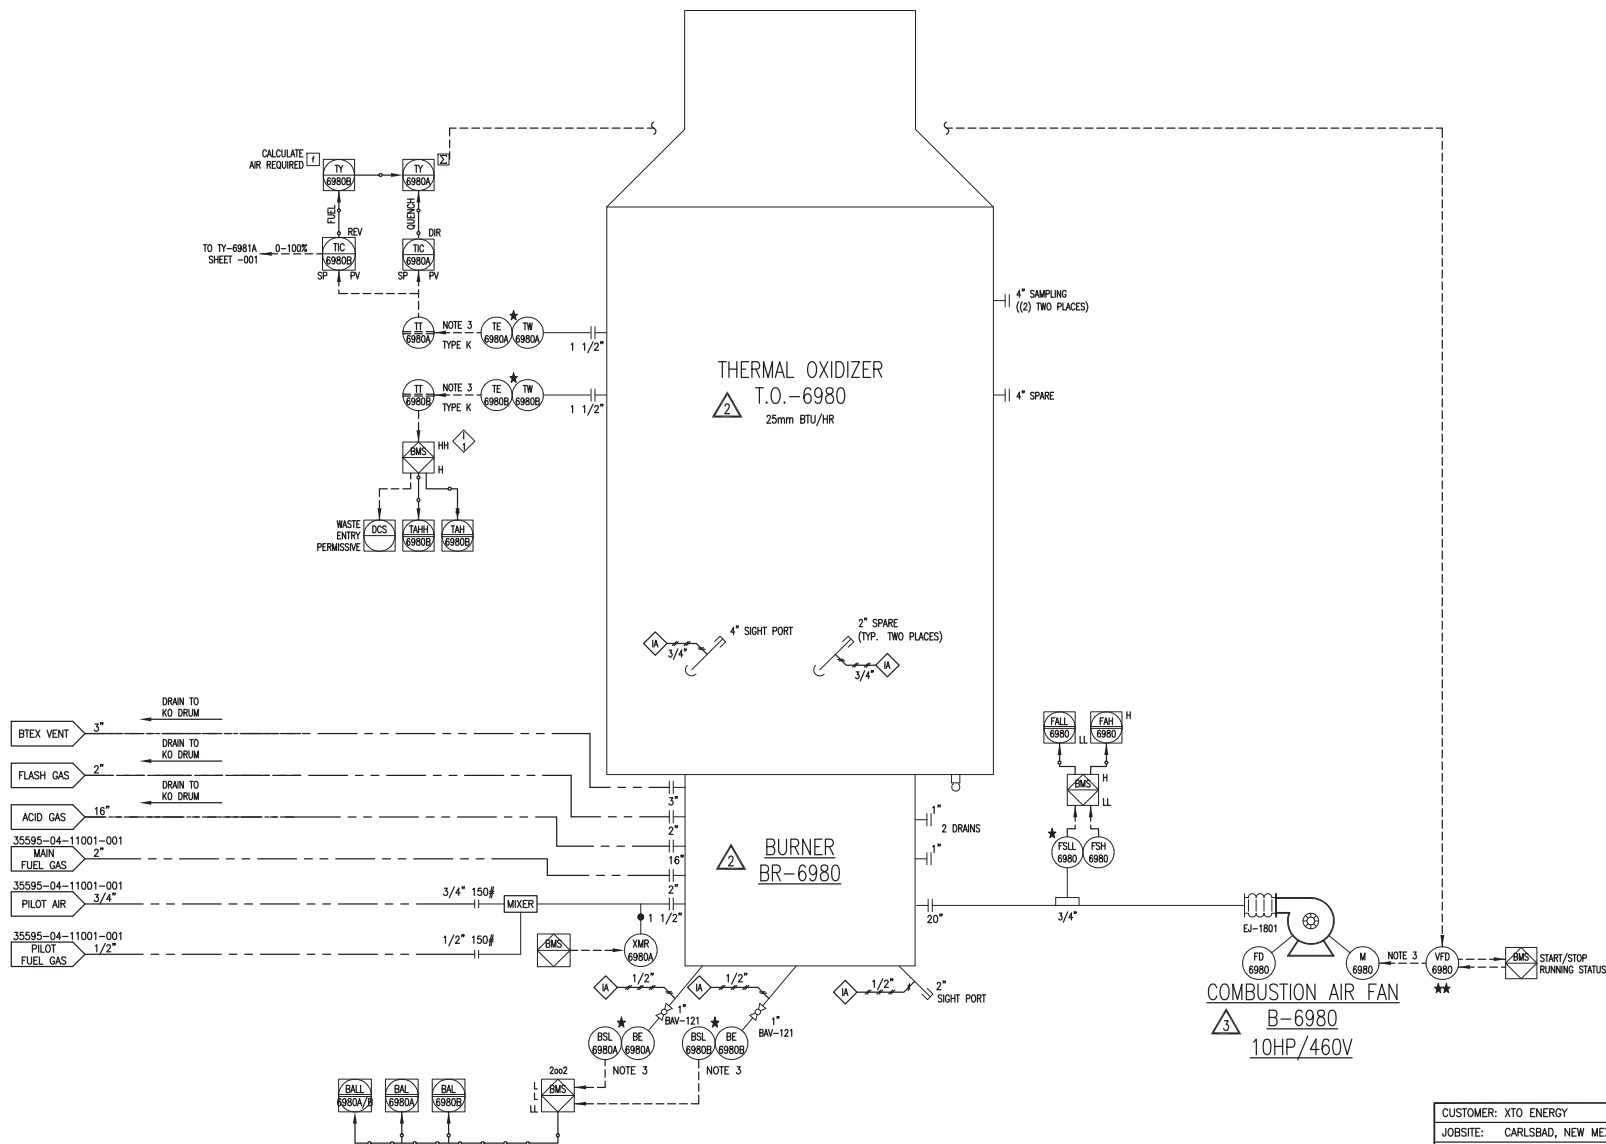 CALCULATE
AIR REQUIRED
f
TY
6980B
TY
6980A
Σ
FUEL
QUENCH
REV
DIR
TO TY-6981A
SHEET -001
0-100%
TIC
6980B
TIC
6980A
SP
PV
SP
PV
TT
6980A
NOTE 3
TYPE K
TE
6980A
TW
6980A
1 1/2"
TT
6980B
NOTE 3
TYPE K
TE
6980B
TW
6980B
1 1/2"
BMS
HH
H
I
1
WASTE
ENTRY
PERMISSIVE
DCS
TAHH
6980B
TAH
6980B
4" SAMPLING
((2) TWO PLACES)
4" SPARE
THERMAL OXIDIZER
T.O.-6980
2
25mm BTU/HR
IA
3/4"
4" SIGHT PORT
2" SPARE
(TYP. TWO PLACES)
IA
3/4"
DRAIN TO
KO DRUM
BTEX VENT
3"
DRAIN TO
KO DRUM
FLASH GAS
2"
DRAIN TO
KO DRUM
ACID GAS
16"
35595-04-11001-001
MAIN
FUEL GAS
2"
35595-04-11001-001
PILOT AIR
3/4"
35595-04-11001-001
PILOT
FUEL GAS
1/2"
3/4" 150#
MIXER
1/2" 150#
3"
2"
16"
2"
1 1/2"
BMS
XMR
6980A
BURNER
BR-6980
2
1"
2 DRAINS
1"
20"
FALL
6980
LL
FAH
6980
H
BMS
H
LL
FSLL
6980
FSH
6980
3/4"
EJ-1801
FD
6980
M
6980
NOTE 3
VFD
6980
★★
BMS
START/STOP
RUNNING STATUS
COMBUSTION AIR FAN
3
B-6980
10HP/460V
IA
1/2"
IA
1/2"
IA
1/2"
2"
SIGHT PORT
1"
BAV-121
1"
BAV-121
BSL
6980A
BE
6980A
NOTE 3
BSL
6980B
BE
6980B
NOTE 3
2oo2
L
L
LL
BMS
BALL
6980A/B
BAL
6980A
BAL
6980B
CUSTOMER: XTO ENERGY
JOBSITE: CARLSBAD, NEW